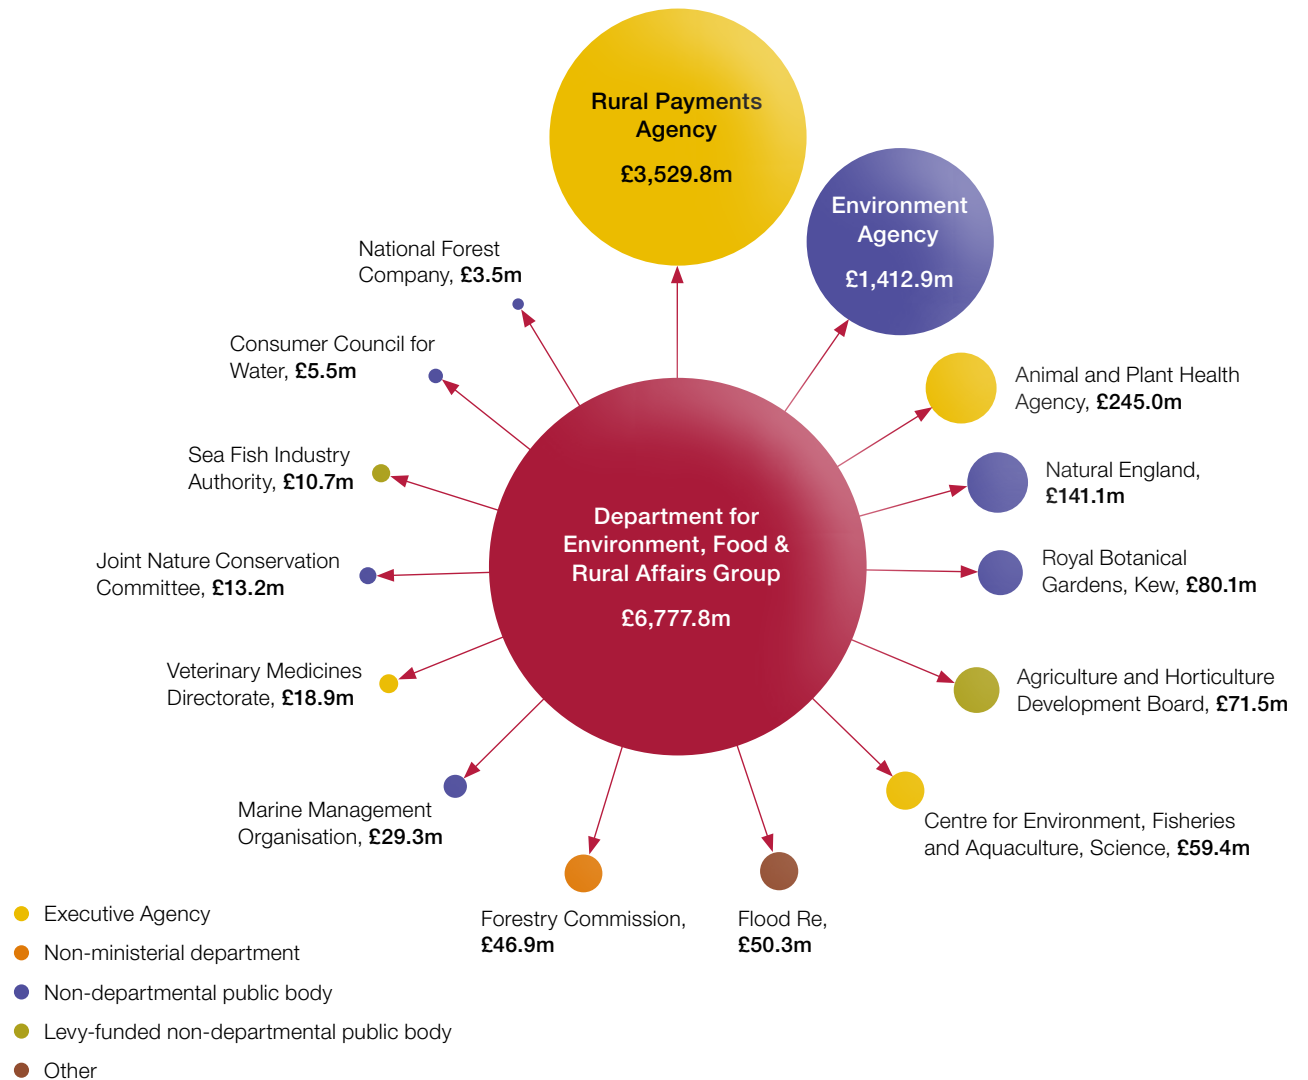 Rural Payments
Agency
£3,529.8m
Environment
Agency
£1,412.9m
Animal and Plant Health
Agency, £245.0m
Natural England,
£141.1m
Royal Botanical
Gardens, Kew, £80.1m
Agriculture and Horticulture
Development Board, £71.5m
Centre for Environment, Fisheries
and Aquaculture, Science, £59.4m
Flood Re,
£50.3m
Forestry Commission,
£46.9m
Marine Management
Organisation, £29.3m
Veterinary Medicines
Directorate, £18.9m
Joint Nature Conservation
Committee, £13.2m
Sea Fish Industry
Authority, £10.7m
Consumer Council for
Water, £5.5m
National Forest
Company, £3.5m
Department for
Environment, Food &
Rural Affairs Group
£6,777.8m
Executive Agency
Non-ministerial department
Non-departmental public body
Levy-funded non-departmental public body
Other